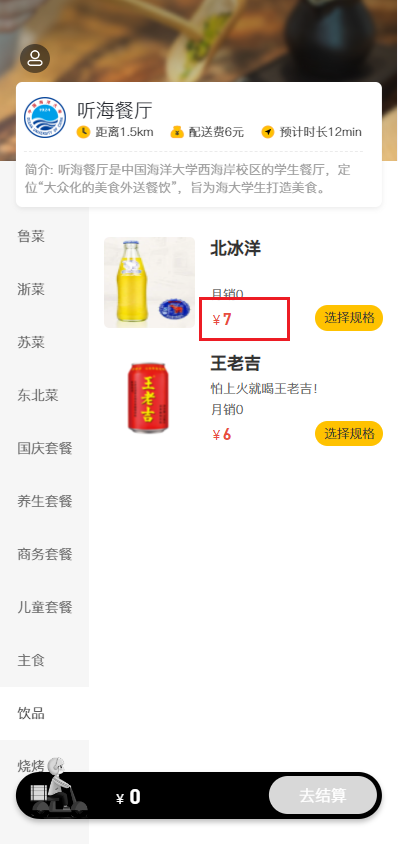 听海餐厅
距离1.5km 配送费6元 预计时长12min
简介: 听海餐厅是中国海洋大学西海岸校区的学生餐厅，定
位“大众化的美食外送餐饮”，旨为海大学生打造美食。
鲁菜
浙菜
苏菜
东北菜
国庆套餐
养生套餐
商务套餐
儿童套餐
主食
饮品
烧烤
北冰洋
月销0
￥7
选择规格
王老吉
王老吉
怕上火就喝王老吉!
月销0
￥6
选择规格
￥0
去结算